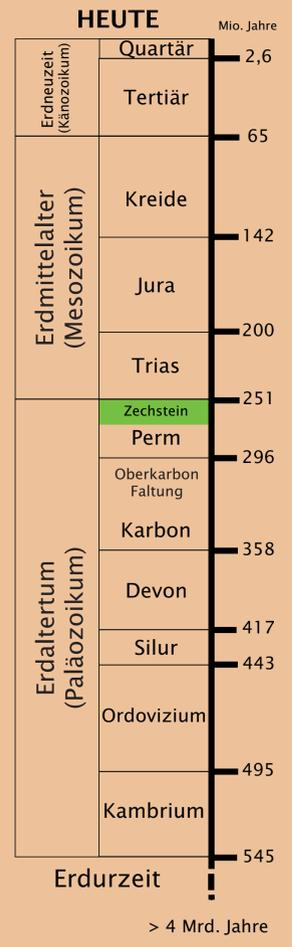 HEUTE
Mio. Jahre
Erdneuzeit
(Känozoikum)
Quartär
2,6
Tertiär
65
Erdmittelalter
(Mesozoikum)
Kreide
142
Jura
200
Trias
251
Erdaltertum
(Paläozoikum)
Zechstein
Perm
296
Oberkarbon
Faltung
Karbon
358
Devon
417
Silur
443
Ordovizium
495
Kambrium
545
Erdurzeit
> 4 Mrd. Jahre